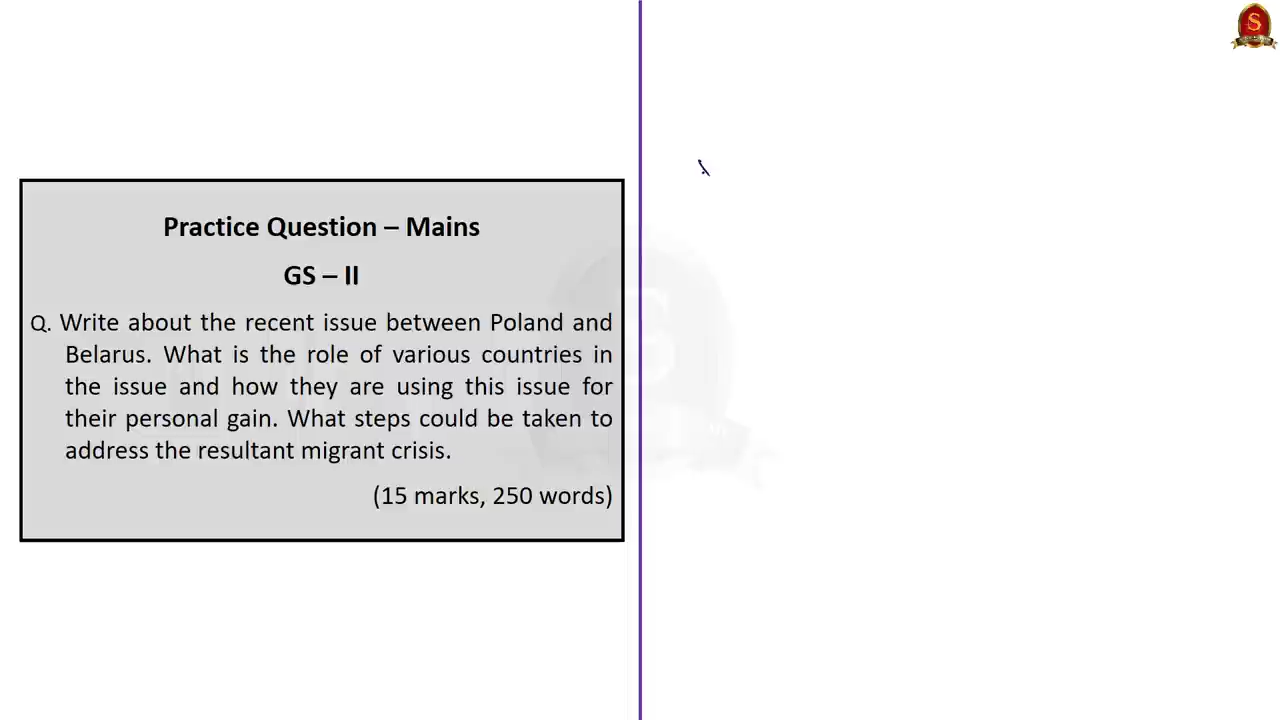 S
Practice Question – Mains
GS – II
Q. Write about the recent issue between Poland and
Belarus. What is the role of various countries in
the issue and how they are using this issue for
their personal gain. What steps could be taken to
address the resultant migrant crisis.
(15 marks, 250 words)